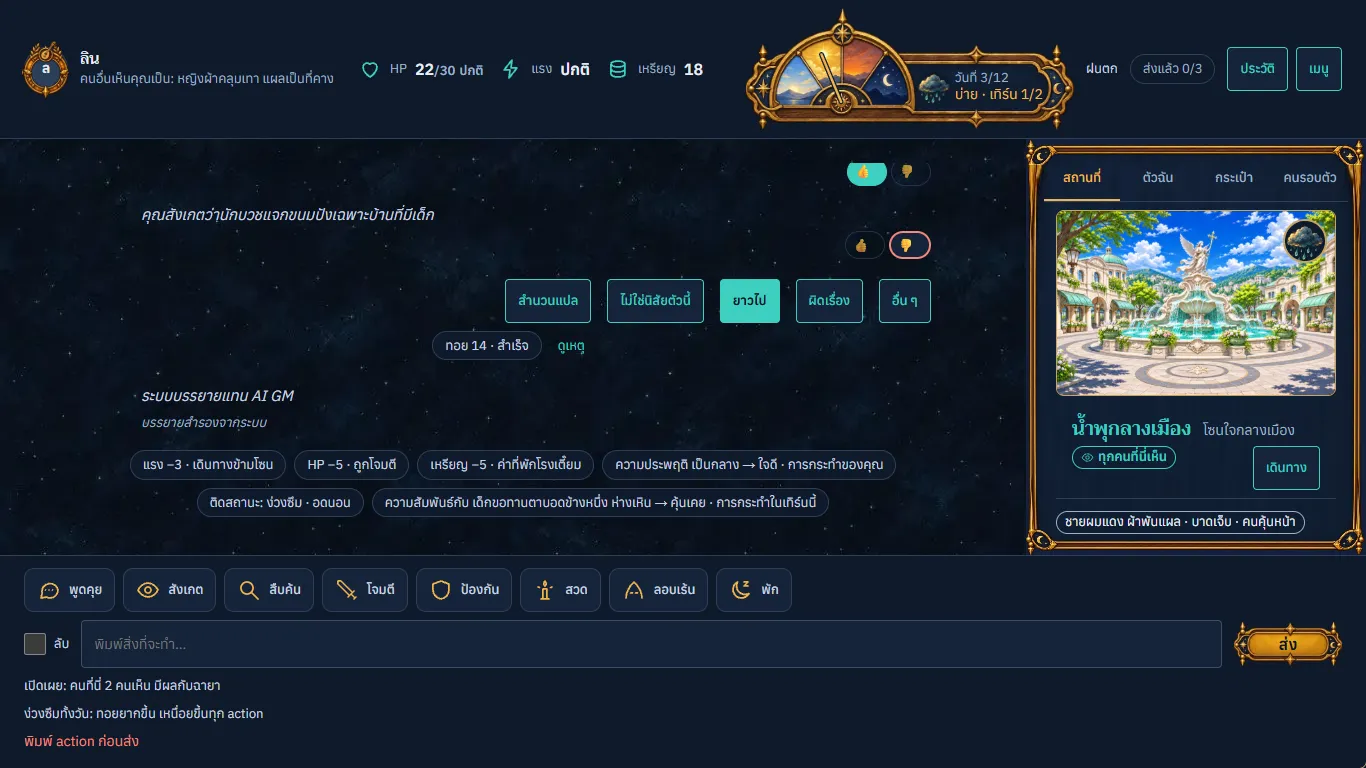 ล
ลิน
คนอื่นเห็นคุณเป็น: หญิงผ้าคลุมเทา แผลเป็นที่คาง
HP 22/30 ปกติ
แรง ปกติ
เหรียญ 18
วันที่ 3/12
บ่าย · เทิร์น 1/2
ฝนตก
ส่งแล้ว 0/3
ประวัติ
เมนู
คุณสังเกตว่านักบวชแจกขนมปังเฉพาะบ้านที่มีเด็ก
สำนวนแปล
ไม่ใช่นิสัยตัวนี้
ยาวไป
ผิดเรื่อง
อื่น ๆ
ทอย 14 · สำเร็จ
ดูเหตุ
ระบบบรรยายแทน AI GM
บรรยายสำรองจากระบบ
แรง −3 · เดินทางข้ามโซน
HP −5 · ถูกโจมตี
เหรียญ −5 · ค่าที่พักโรงเตี๊ยม
ความประพฤติ เป็นกลาง → ใจดี · การกระทำของคุณ
ติดสถานะ: ง่วงซึม · อดนอน
ความสัมพันธ์กับ เด็กขอทานตาบอดข้างหนึ่ง ห่างเหิน → คุ้นเคย · การกระทำในเทิร์นนี้
สถานที่
ตัวฉัน
กระเป๋า
คนรอบตัว
น้ำพุกลางเมือง
โซนใจกลางเมือง
ทุกคนที่นี่เห็น
เดินทาง
ชายผมแดง ผ้าพันแผล · บาดเจ็บ · คนคุ้นหน้า
พูดคุย
สังเกต
สืบค้น
โจมตี
ป้องกัน
สวด
ลอบเร้น
พัก
ลับ
พิมพ์สิ่งที่จะทำ...
ส่ง
เปิดเผย: คนที่นี่ 2 คนเห็น มีผลกับฉายา
ง่วงซึมทั้งวัน: ทอยยากขึ้น เหนื่อยขึ้นทุก action
พิมพ์ action ก่อนส่ง